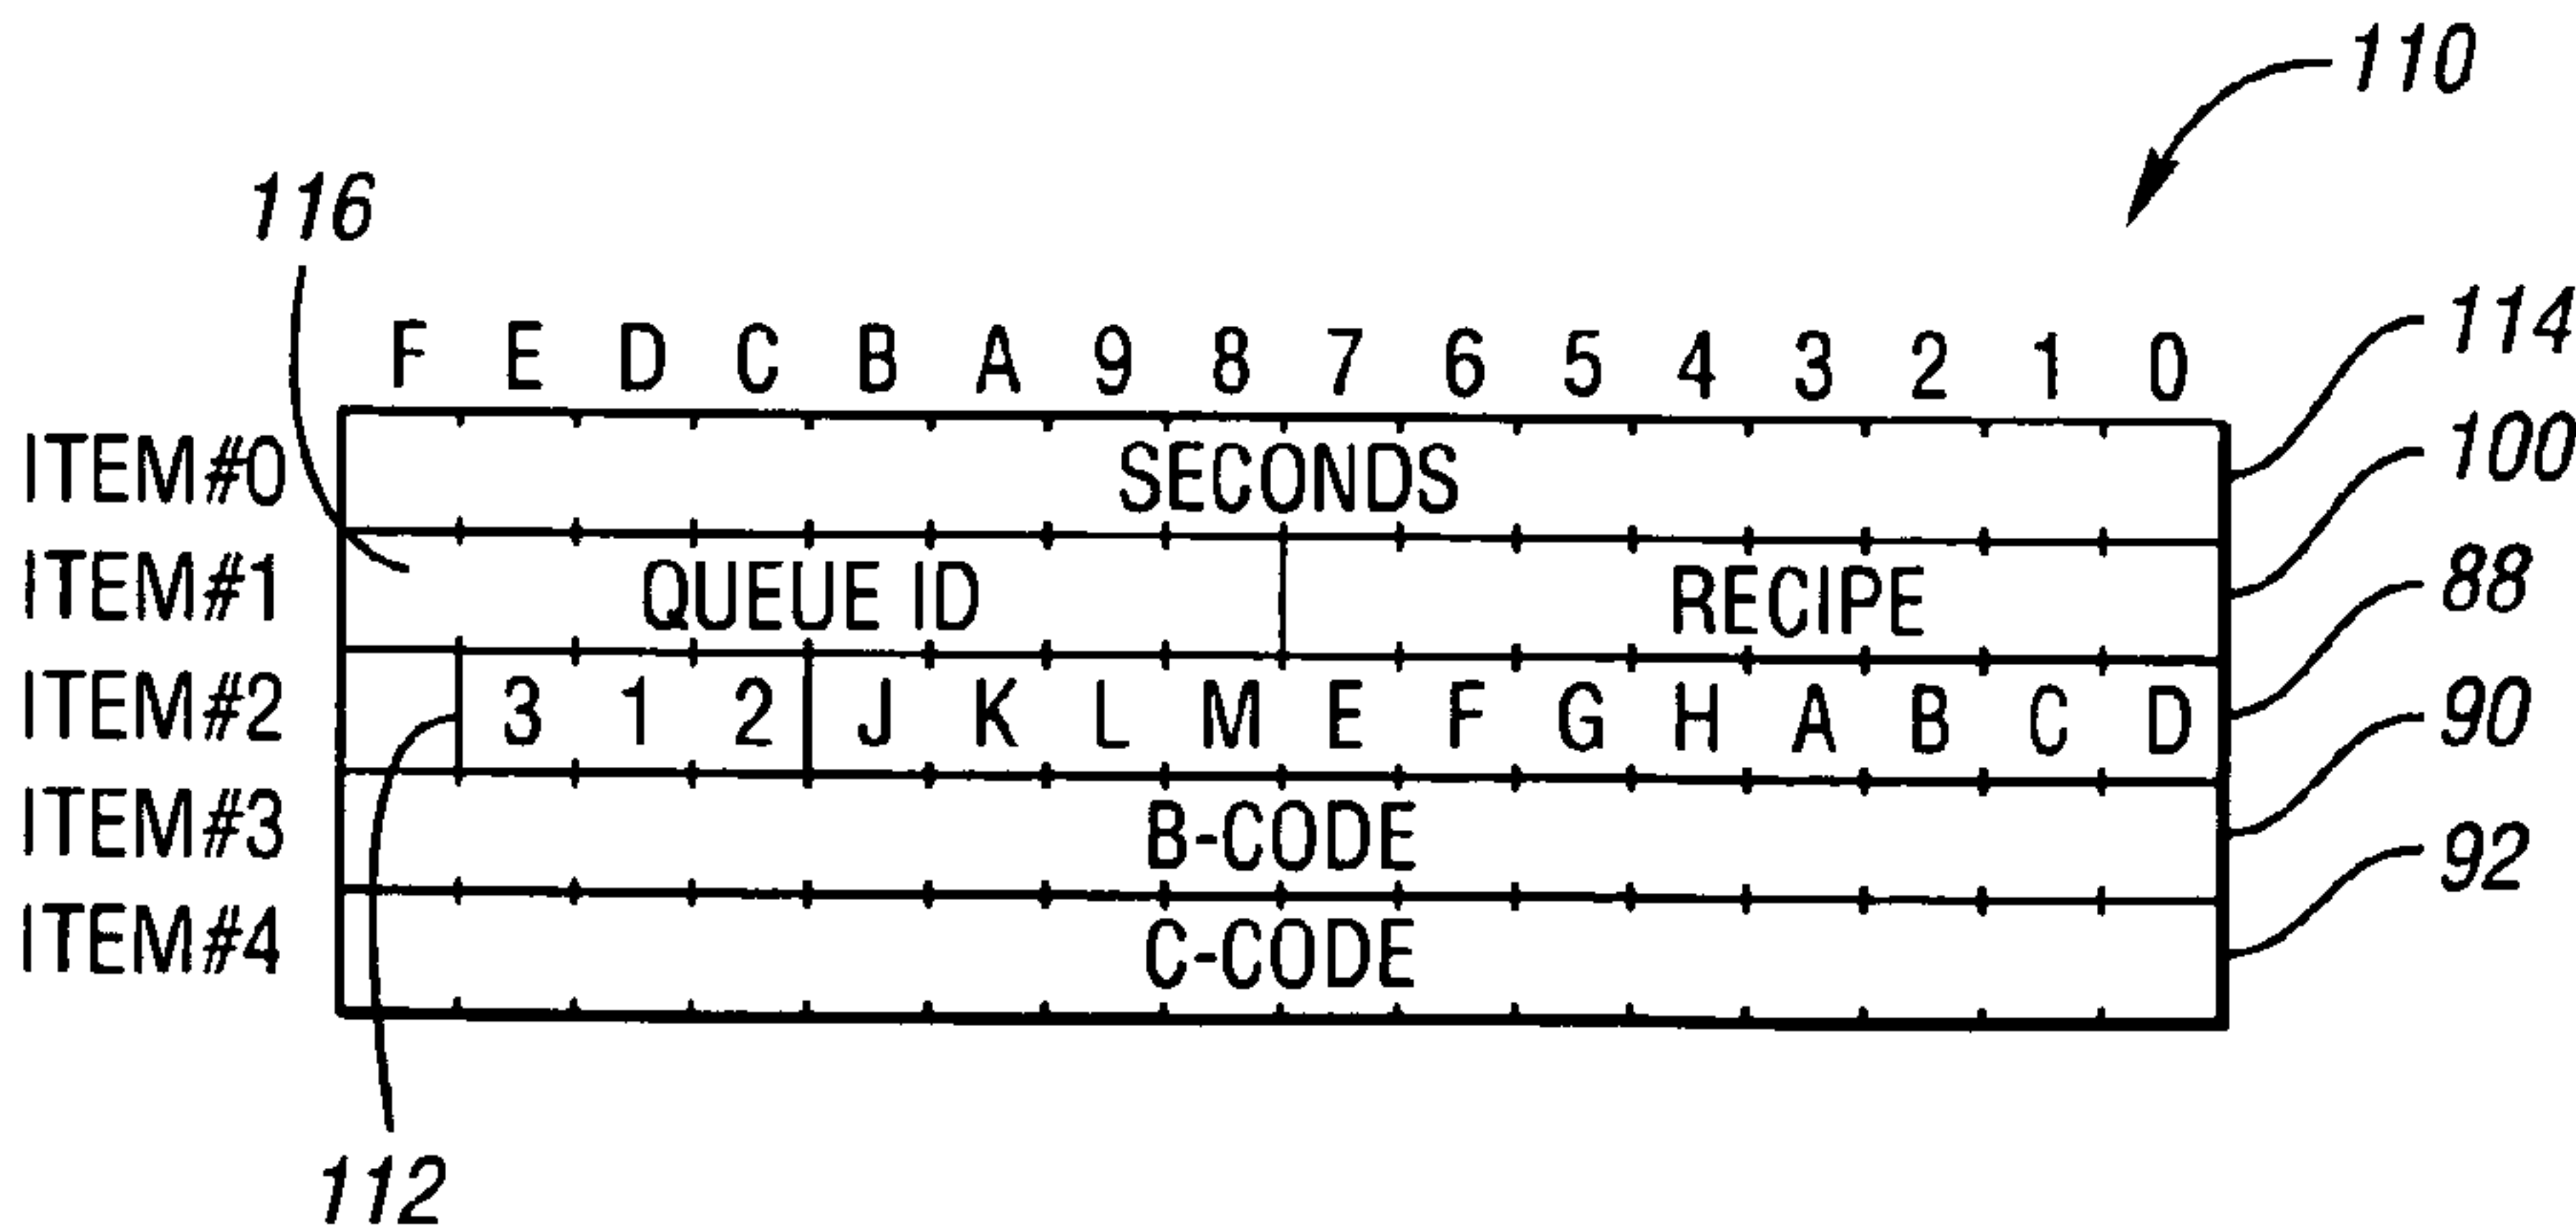 110
116
F E D C B A 9 8 7 6 5 4 3 2 1 0
114
ITEM#0 SECONDS
100
ITEM#1 QUEUE ID RECIPE
88
ITEM#2 3 1 2 J K L M E F G H A B C D
90
ITEM#3 B-CODE
92
ITEM#4 C-CODE
112